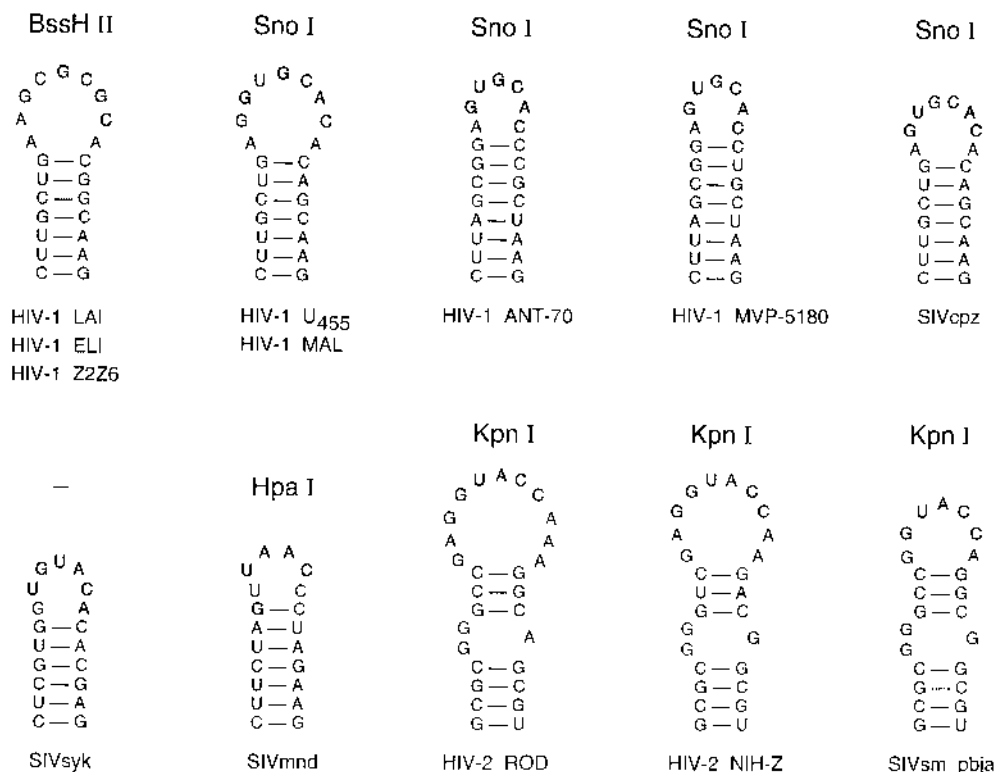 BssH II
G
C C
G G
A C
A A
G — C
U — G
C — G
G — C
U — A
U — A
C — G
HIV-1 LAI
HIV-1 ELI
HIV-1 Z2Z6
Sno I
U G
G C
A
G C
A A
G — C
U — A
C — G
G — C
U — A
U — A
C — G
HIV-1 U455
HIV-1 MAL
Sno I
U G C
G A
A C
G — C
G — C
C — G
G — C
A — U
U — A
U — A
C — G
HIV-1 ANT-70
Sno I
U G C
G A
A C
G — C
G — U
C — G
G — C
A — U
U — A
U — A
C — G
HIV-1 MVP-5180
Sno I
G C
U A
G C
A A
G — C
U — A
C — G
G — C
U — A
U — A
C — G
SIVcpz
–
U
G A
U C
G A
G — C
U — A
G — C
C — G
U — A
C — G
SIVsyk
Hpa I
A A
U C
U
G — C
A — U
U — A
C — G
U — A
U — A
C — G
SIVmnd
Kpn I
A
U C
G C
G A
A A
G A
C — G
C — G
G — C
G A
G
C — G
G — C
C — G
G — U
HIV-2 ROD
Kpn I
U A
G C
G C
A A
G A
C — G
U — A
G — C
G G
G
C — G
G — C
C — G
G — U
HIV-2 NIH-Z
Kpn I
A
U C
G C
G A
C — G
C — G
G — C
G G
G
C — G
G — C
C — G
G — U
SIVsm pbja